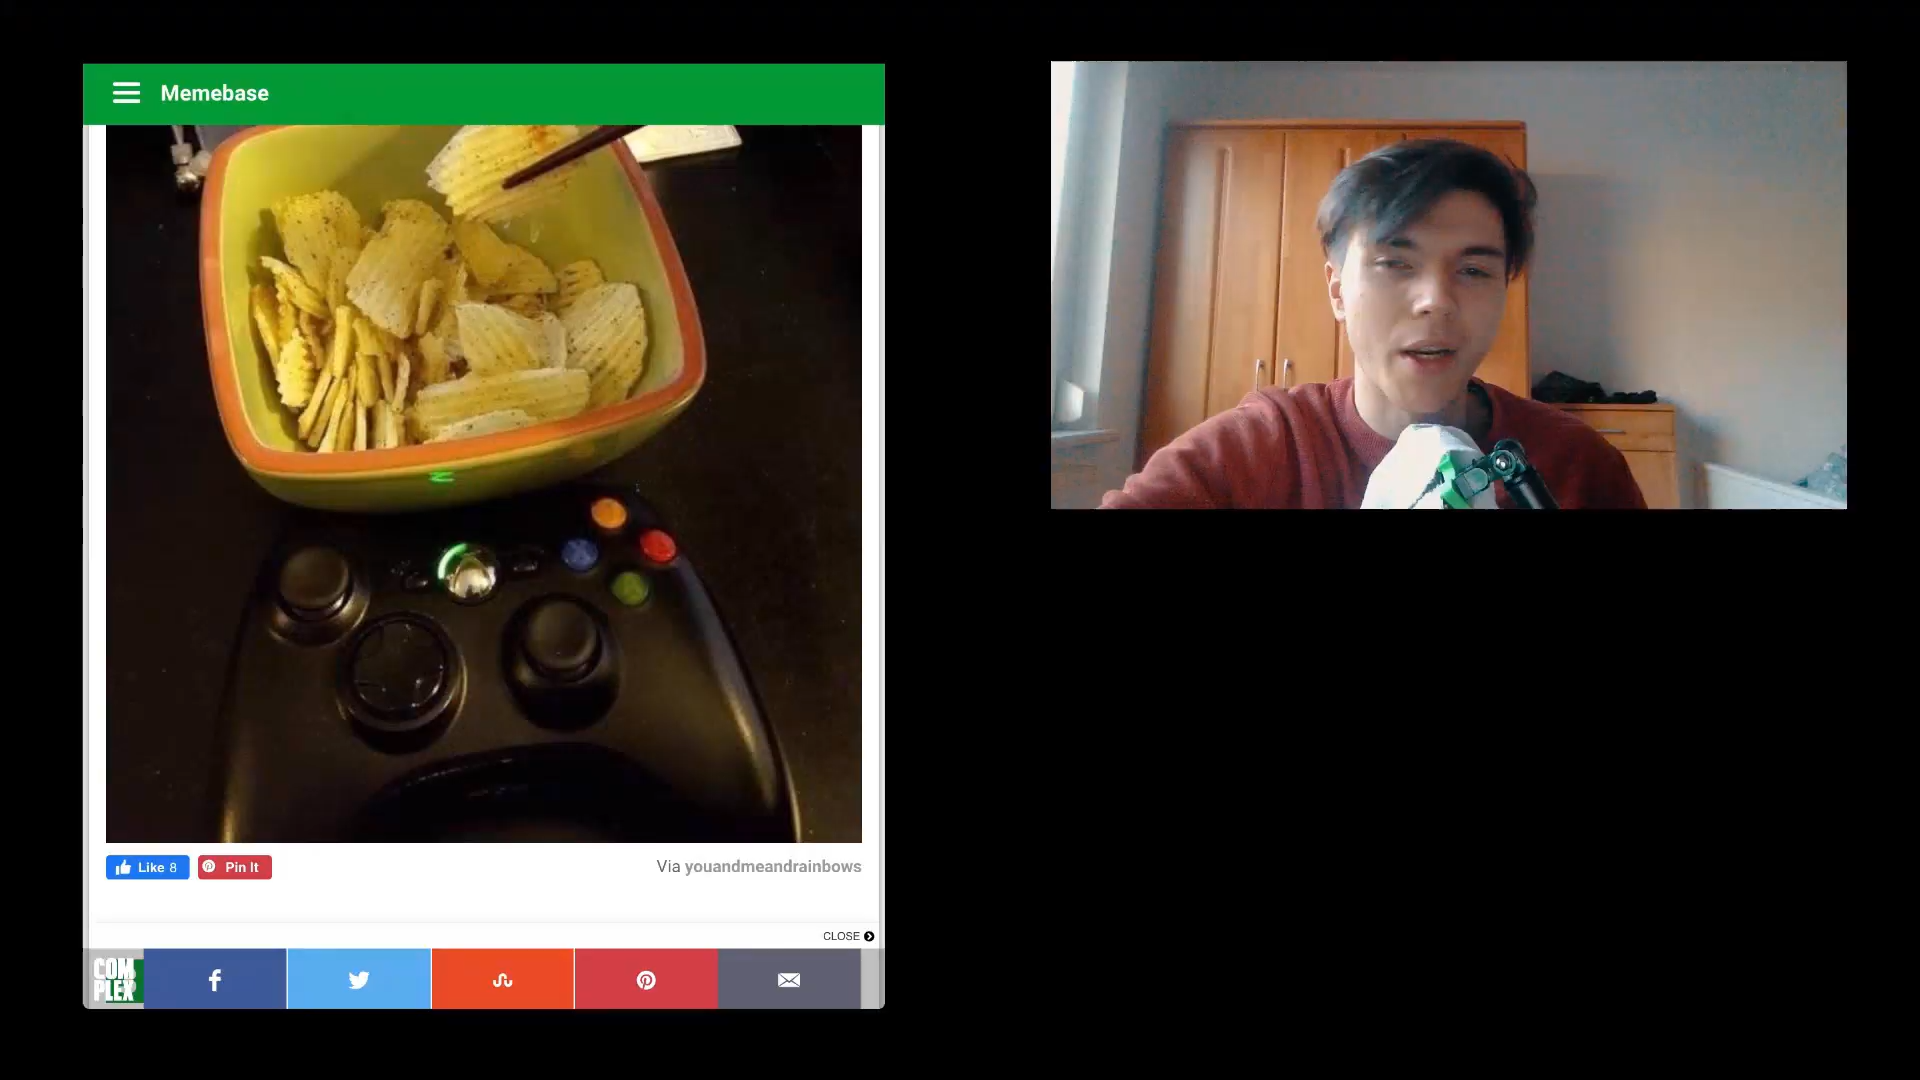 Memebase
Like 8
Pin It
Via youandmeandrainbows
CLOSE
COM
PLEX